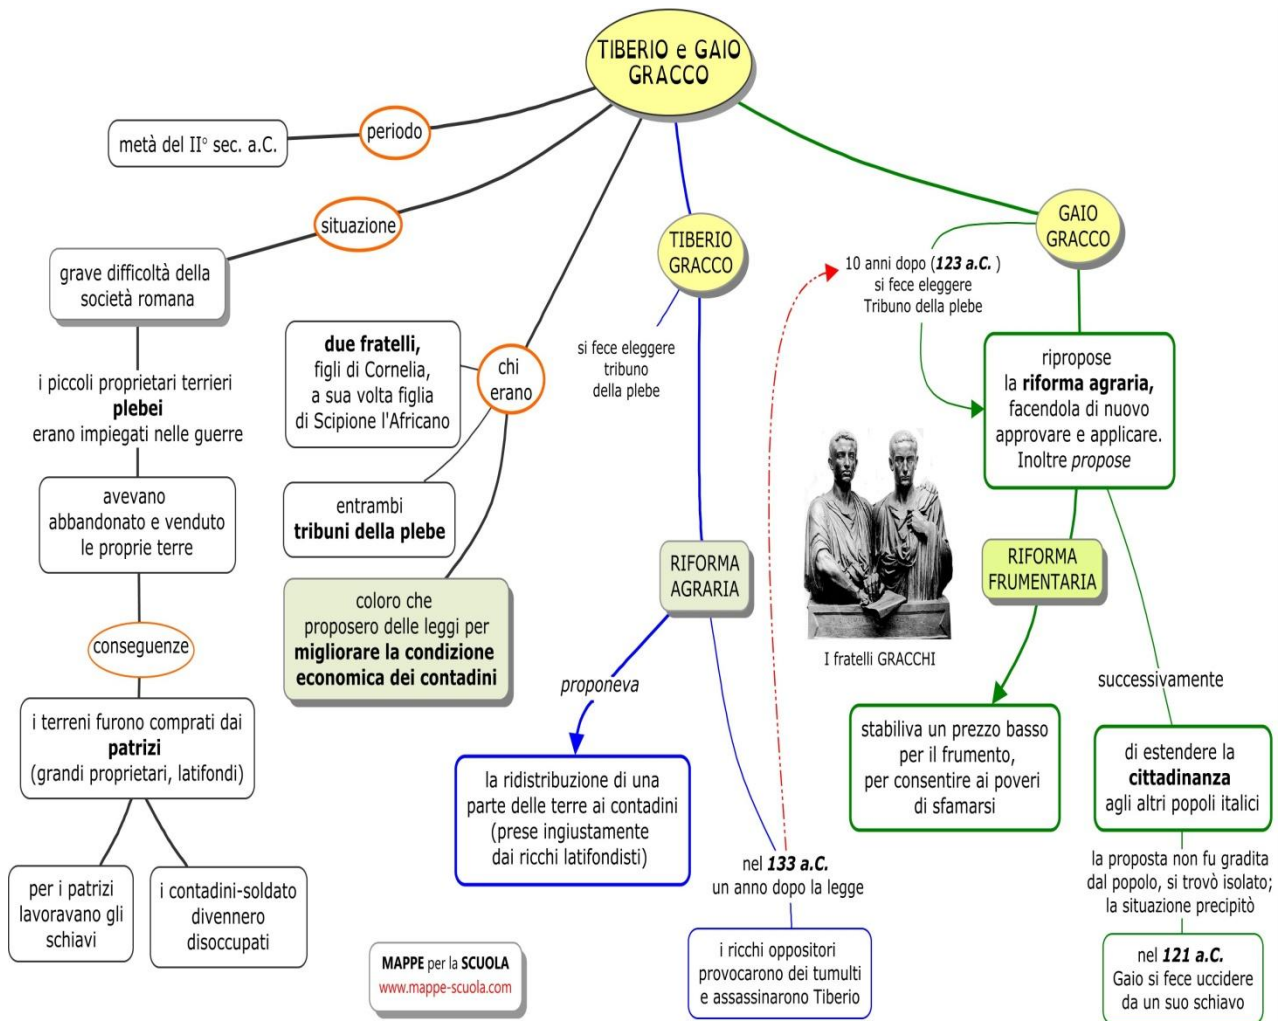 TIBERIO e GAIO
GRACCO
periodo
metà del II° sec. a.C.
situazione
grave difficoltà della
società romana
i piccoli proprietari terrieri
plebei
erano impiegati nelle guerre
avevano
abbandonato e venduto
le proprie terre
conseguenze
i terreni furono comprati dai
patrizi
(grandi proprietari, latifondi)
per i patrizi
lavoravano gli
schiavi
i contadini-soldato
divennero
disoccupati
chi
erano
due fratelli,
figli di Cornelia,
a sua volta figlia
di Scipione l'Africano
entrambi
tribuni della plebe
coloro che
proposero delle leggi per
migliorare la condizione
economica dei contadini
TIBERIO
GRACCO
si fece eleggere
tribuno
della plebe
RIFORMA
AGRARIA
proponeva
la ridistribuzione di una
parte delle terre ai contadini
(prese ingiustamente
dai ricchi latifondisti)
nel 133 a.C.
un anno dopo la legge
i ricchi oppositori
provocarono dei tumulti
e assassinarono Tiberio
GAIO
GRACCO
10 anni dopo (123 a.C. )
si fece eleggere
Tribuno della plebe
ripropose
la riforma agraria,
facendola di nuovo
approvare e applicare.
Inoltre propose
I fratelli GRACCHI
RIFORMA
FRUMENTARIA
stabiliva un prezzo basso
per il frumento,
per consentire ai poveri
di sfamarsi
successivamente
di estendere la
cittadinanza
agli altri popoli italici
la proposta non fu gradita
dal popolo, si trovò isolato;
la situazione precipitò
nel 121 a.C.
Gaio si fece uccidere
da un suo schiavo
MAPPE per la SCUOLA
www.mappe-scuola.com